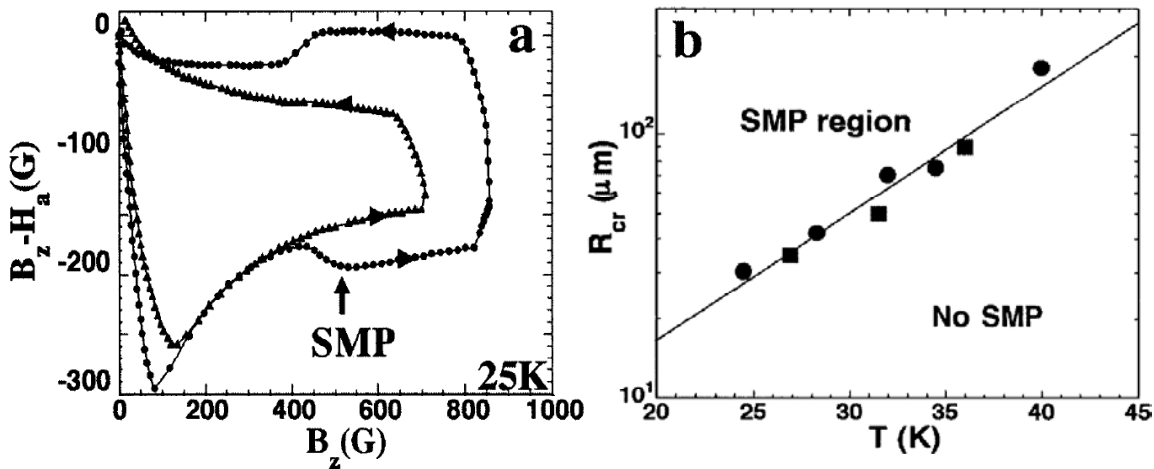 a
0
-100
-200
-300
B_z-H_a(G)
SMP
25K
0 200 400 600 800 1000
B_z(G)
b
10^2
10^1
R_cr (μm)
SMP region
No SMP
20 25 30 35 40 45
T (K)